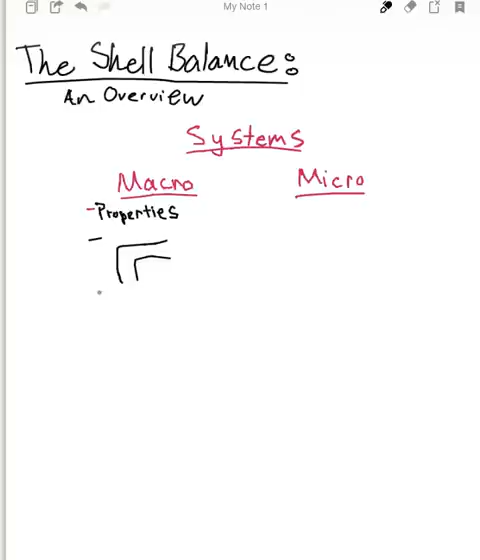 My Note 1
The Shell Balance:
An Overview
Systems
Macro Micro
- Properties
-